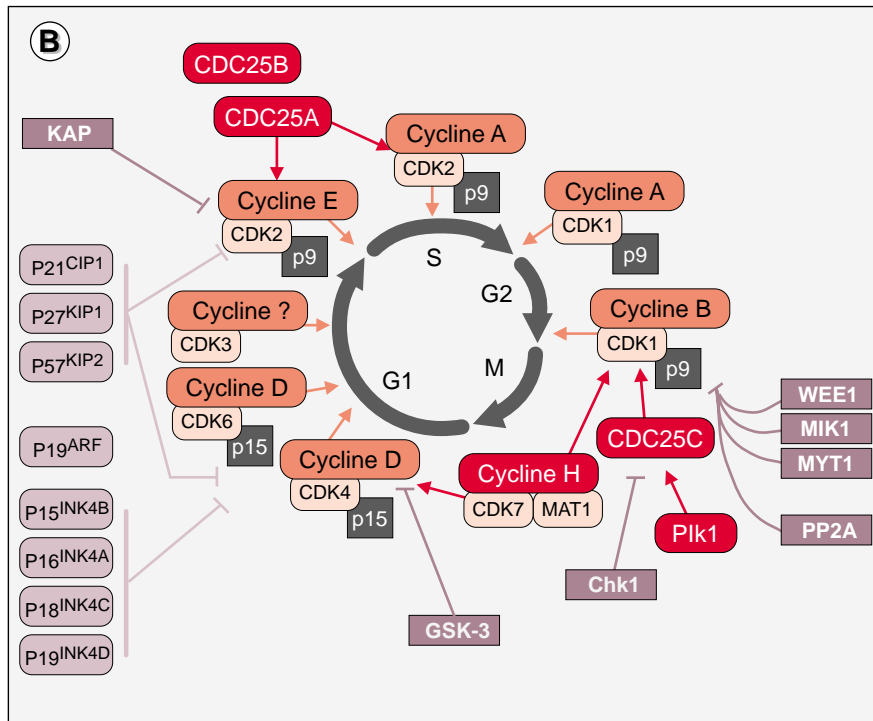 B
CDC25B
CDC25A
KAP
Cycline A
CDK2
p9
Cycline E
CDK2
p9
Cycline A
CDK1
p9
S
G2
P21CIP1
P27KIP1
P57KIP2
Cycline ?
CDK3
Cycline B
CDK1
p9
M
G1
Cycline D
CDK6
p15
WEE1
MIK1
MYT1
CDC25C
P19ARF
Cycline D
CDK4
p15
Cycline H
CDK7
MAT1
P15INK4B
P16INK4A
P18INK4C
P19INK4D
Plk1
PP2A
Chk1
GSK-3